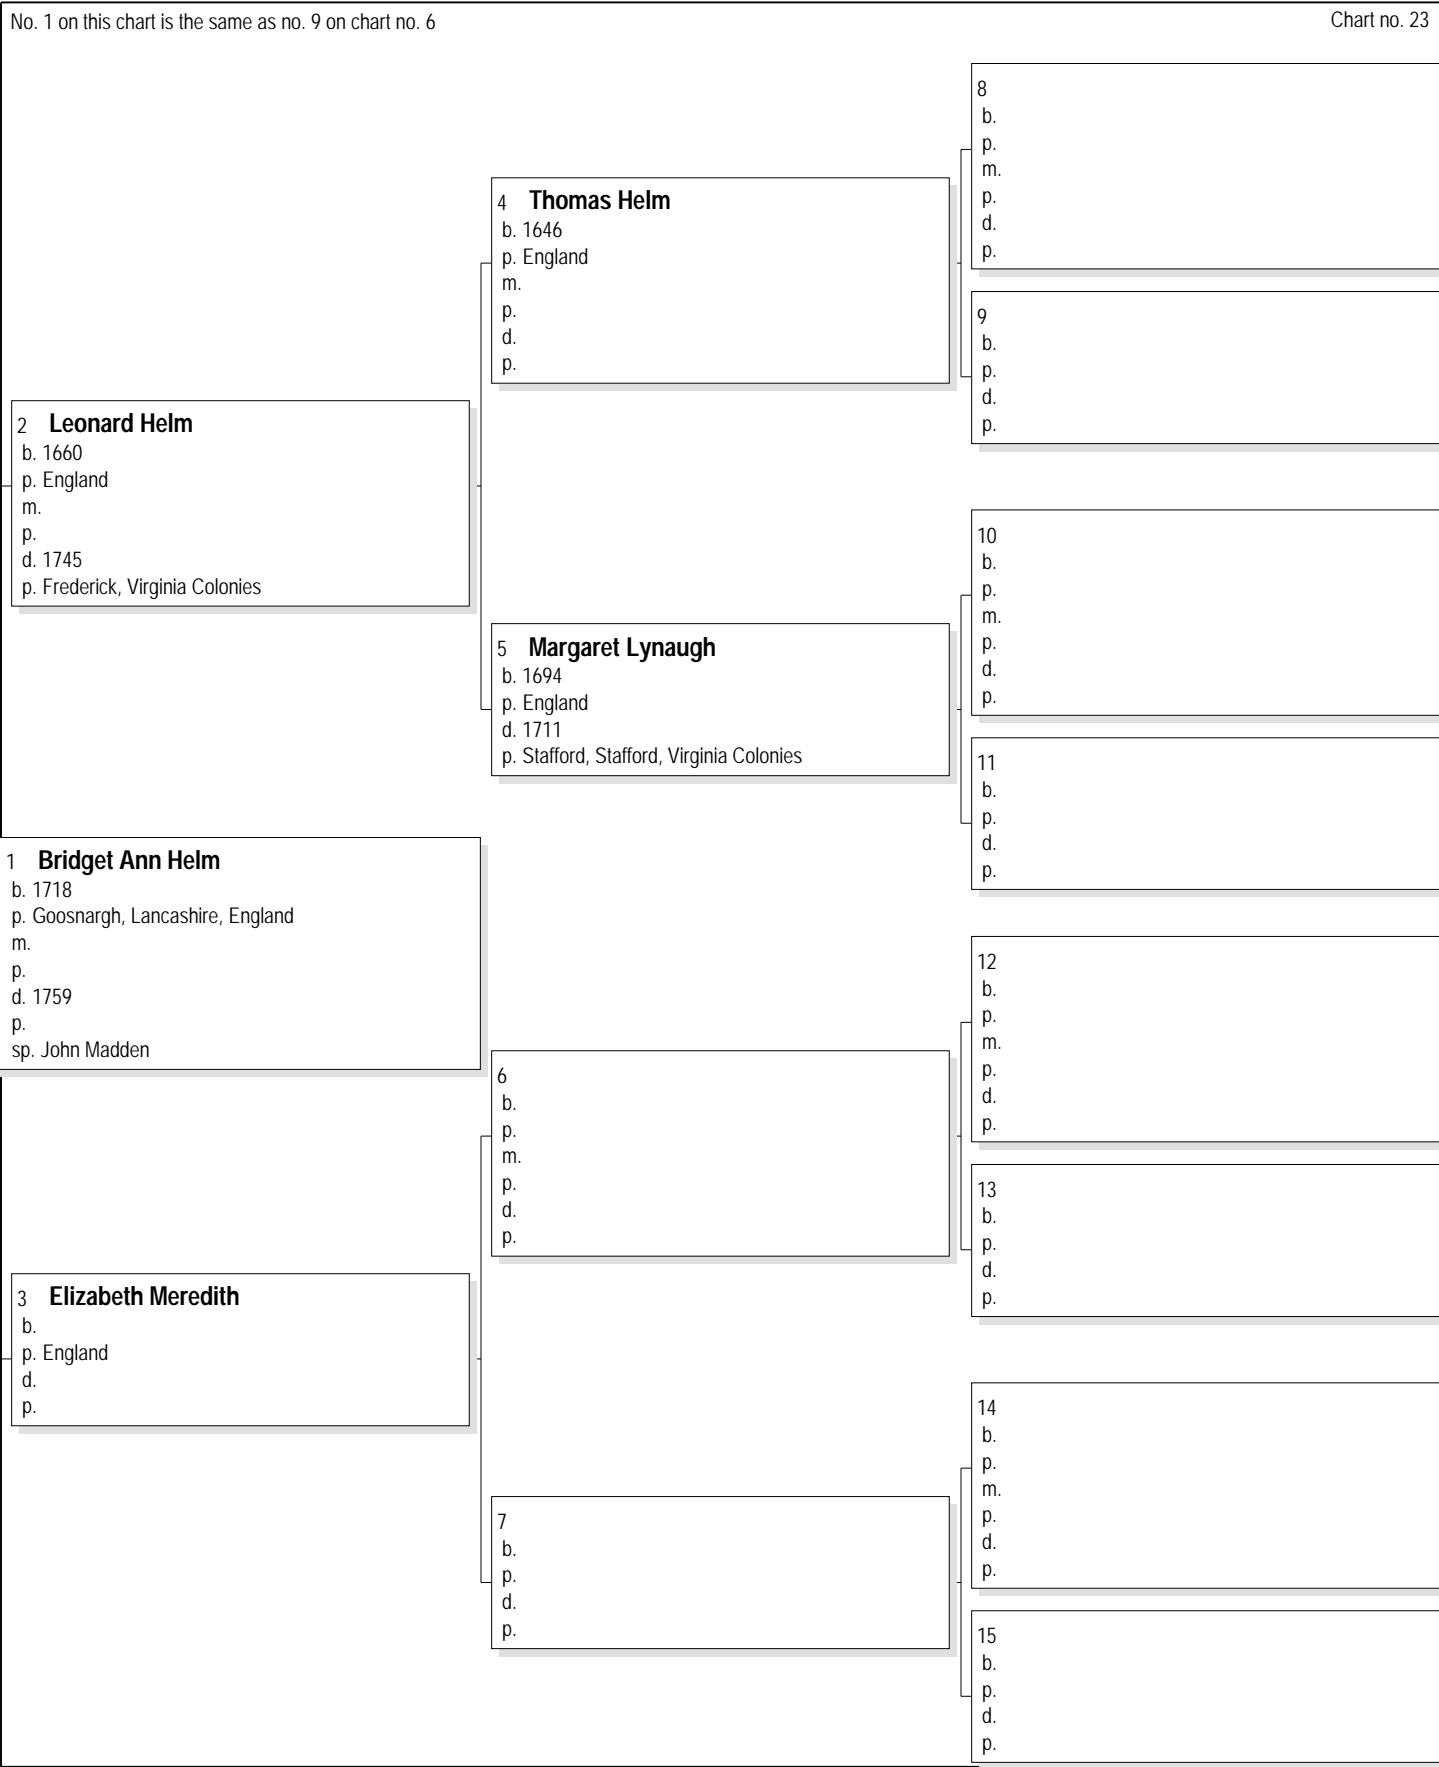 No. 1 on this chart is the same as no. 9 on chart no. 6
Chart no. 23
8
b.
p.
m.
p.
d.
p.
4 Thomas Helm
b. 1646
p. England
m.
p.
d.
p.
9
b.
p.
d.
p.
2 Leonard Helm
b. 1660
p. England
m.
p.
d. 1745
p. Frederick, Virginia Colonies
10
b.
p.
m.
p.
d.
p.
5 Margaret Lynaugh
b. 1694
p. England
d. 1711
p. Stafford, Stafford, Virginia Colonies
11
b.
p.
d.
p.
1 Bridget Ann Helm
b. 1718
p. Goosnargh, Lancashire, England
m.
p.
d. 1759
p.
sp. John Madden
12
b.
p.
m.
p.
d.
p.
6
b.
p.
m.
p.
d.
p.
13
b.
p.
d.
p.
3 Elizabeth Meredith
b.
p. England
d.
p.
14
b.
p.
m.
p.
d.
p.
7
b.
p.
d.
p.
15
b.
p.
d.
p.